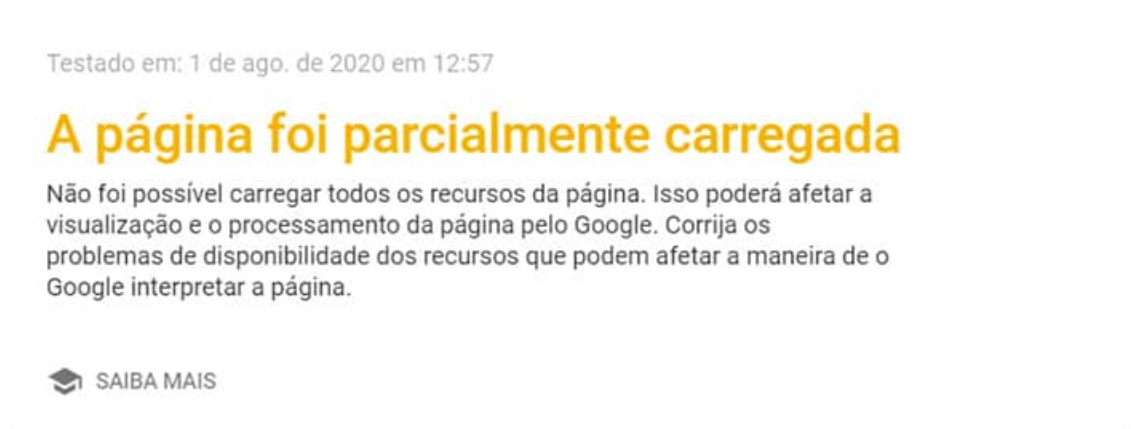 Testado em: 1 de ago. de 2020 em 12:57
A página foi parcialmente carregada
Não foi possível carregar todos os recursos da página. Isso poderá afetar a
visualização e o processamento da página pelo Google. Corrija os
problemas de disponibilidade dos recursos que podem afetar a maneira de o
Google interpretar a página.
SAIBA MAIS